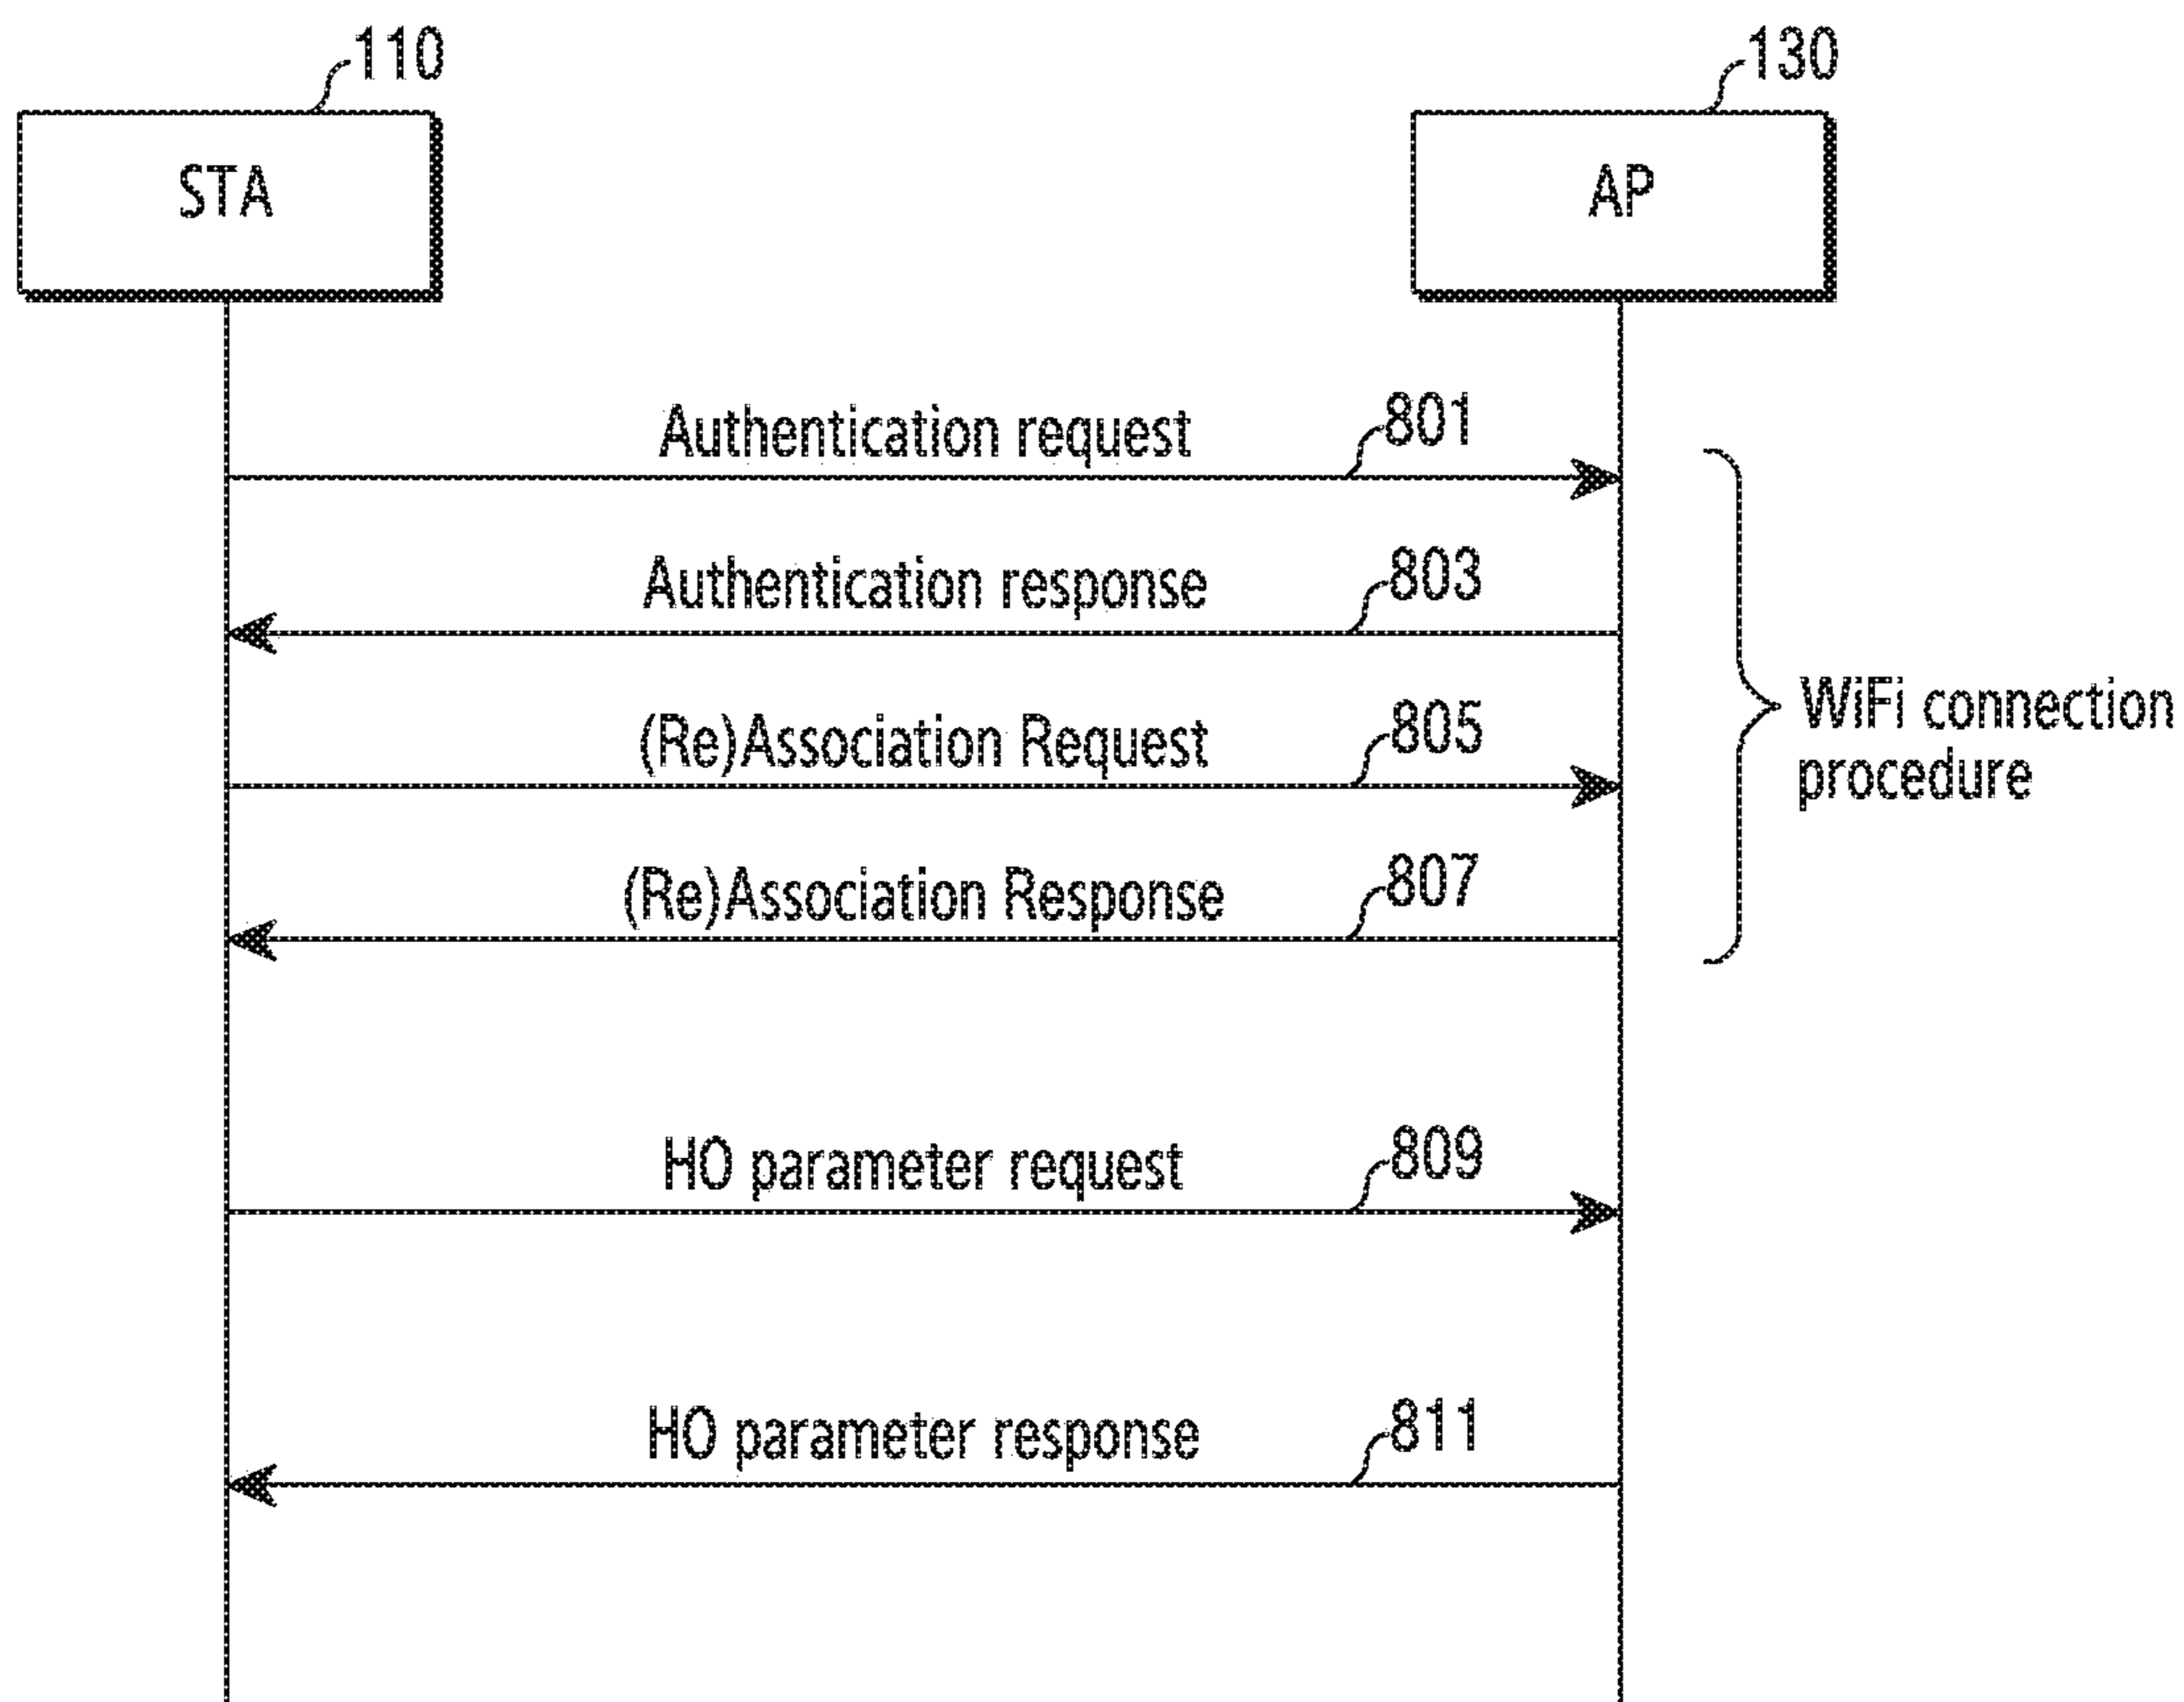 110
130
STA
AP
Authentication request
801
Authentication response
803
(Re)Association Request
805
WiFi connection
procedure
(Re)Association Response
807
HO parameter request
809
HO parameter response
811